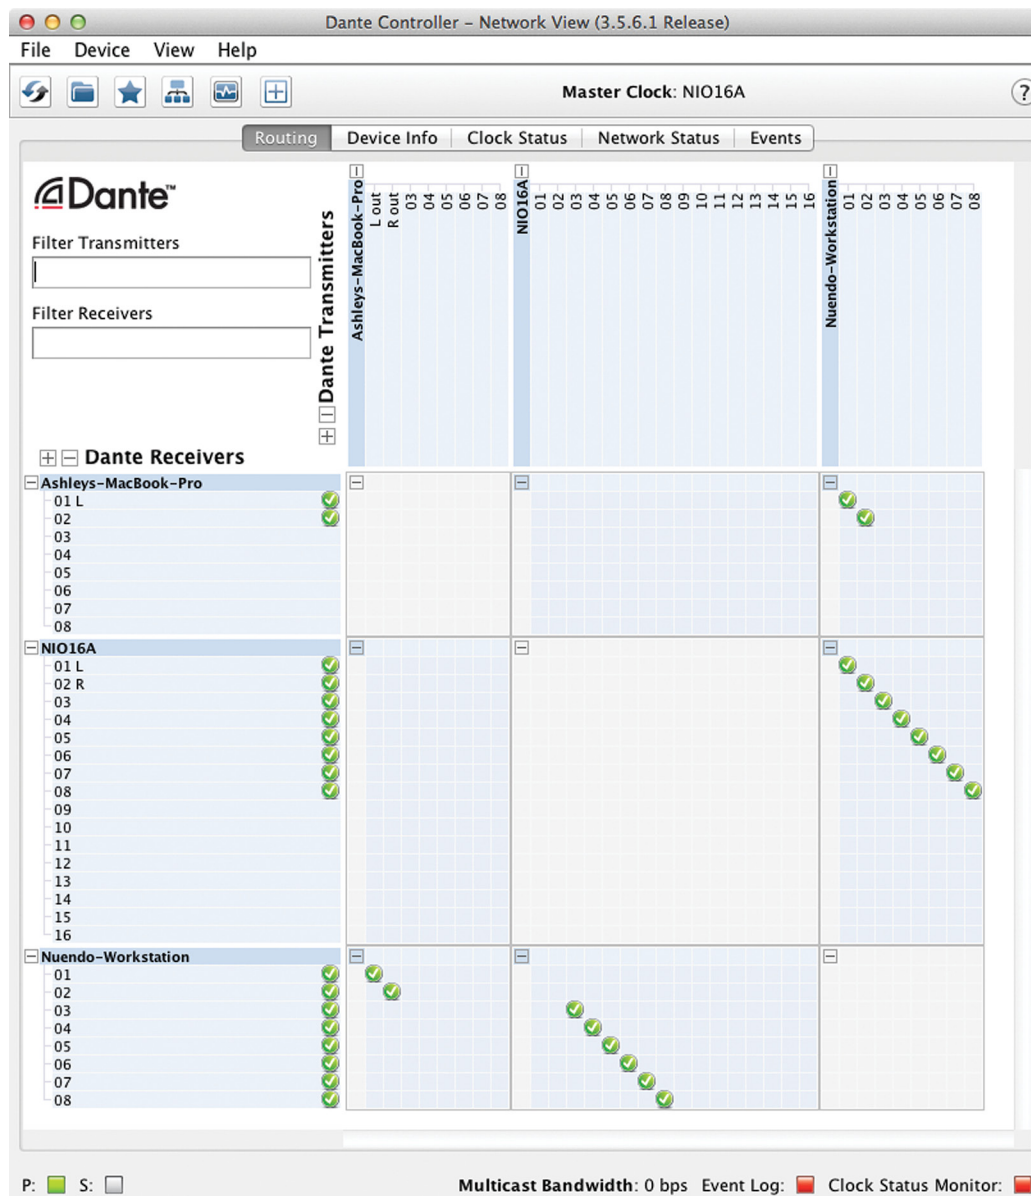 Dante Controller – Network View (3.5.6.1 Release)
File Device View Help
Master Clock: NIO16A
?
Routing Device Info Clock Status Network Status Events
Dante™
Filter Transmitters
Filter Receivers
Dante Transmitters
Ashleys-MacBook-Pro
L out
R out
03
04
05
06
07
08
NIO16A
01
02
03
04
05
06
07
08
09
10
11
12
13
14
15
16
Nuendo-Workstation
01
02
03
04
05
06
07
08
Dante Receivers
Ashleys-MacBook-Pro
01 L
02
03
04
05
06
07
08
NIO16A
01 L
02 R
03
04
05
06
07
08
09
10
11
12
13
14
15
16
Nuendo-Workstation
01
02
03
04
05
06
07
08
P: S: Multicast Bandwidth: 0 bps Event Log: Clock Status Monitor: